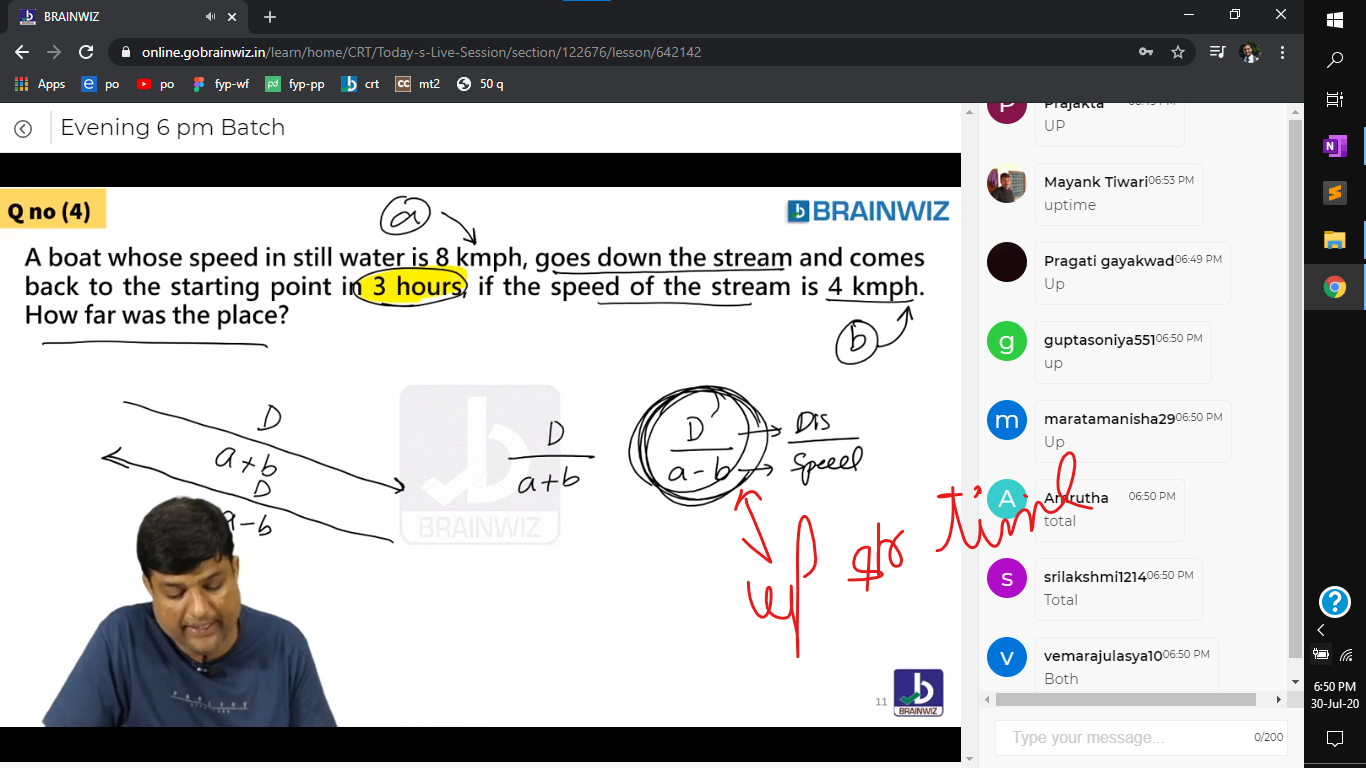 BRAINWIZ
online.gobrainwiz.in/learn/home/CRT/Today-s-Live-Session/section/122676/lesson/642142
Apps po po fyp-wf fyp-pp crt mt2 50 q
Evening 6 pm Batch
Q no (4)
a
BRAINWIZ
A boat whose speed in still water is 8 kmph, goes down the stream and comes
back to the starting point in 3 hours, if the speed of the stream is 4 kmph.
How far was the place?
b
D
a+b
D
a-b
D
a+b
D
a-b
Dis
Speed
up str time
BRAINWIZ
11
BRAINWIZ
Prajakta 06:49 PM
UP
Mayank Tiwari 06:53 PM
uptime
Pragati gayakwad 06:49 PM
Up
g
guptasoniya551 06:50 PM
up
m
maratamanisha29 06:50 PM
Up
A
Amrutha 06:50 PM
total
s
srilakshmi1214 06:50 PM
Total
v
vemarajulasya10 06:50 PM
Both
Type your message... 0/200
6:50 PM
30-Jul-20